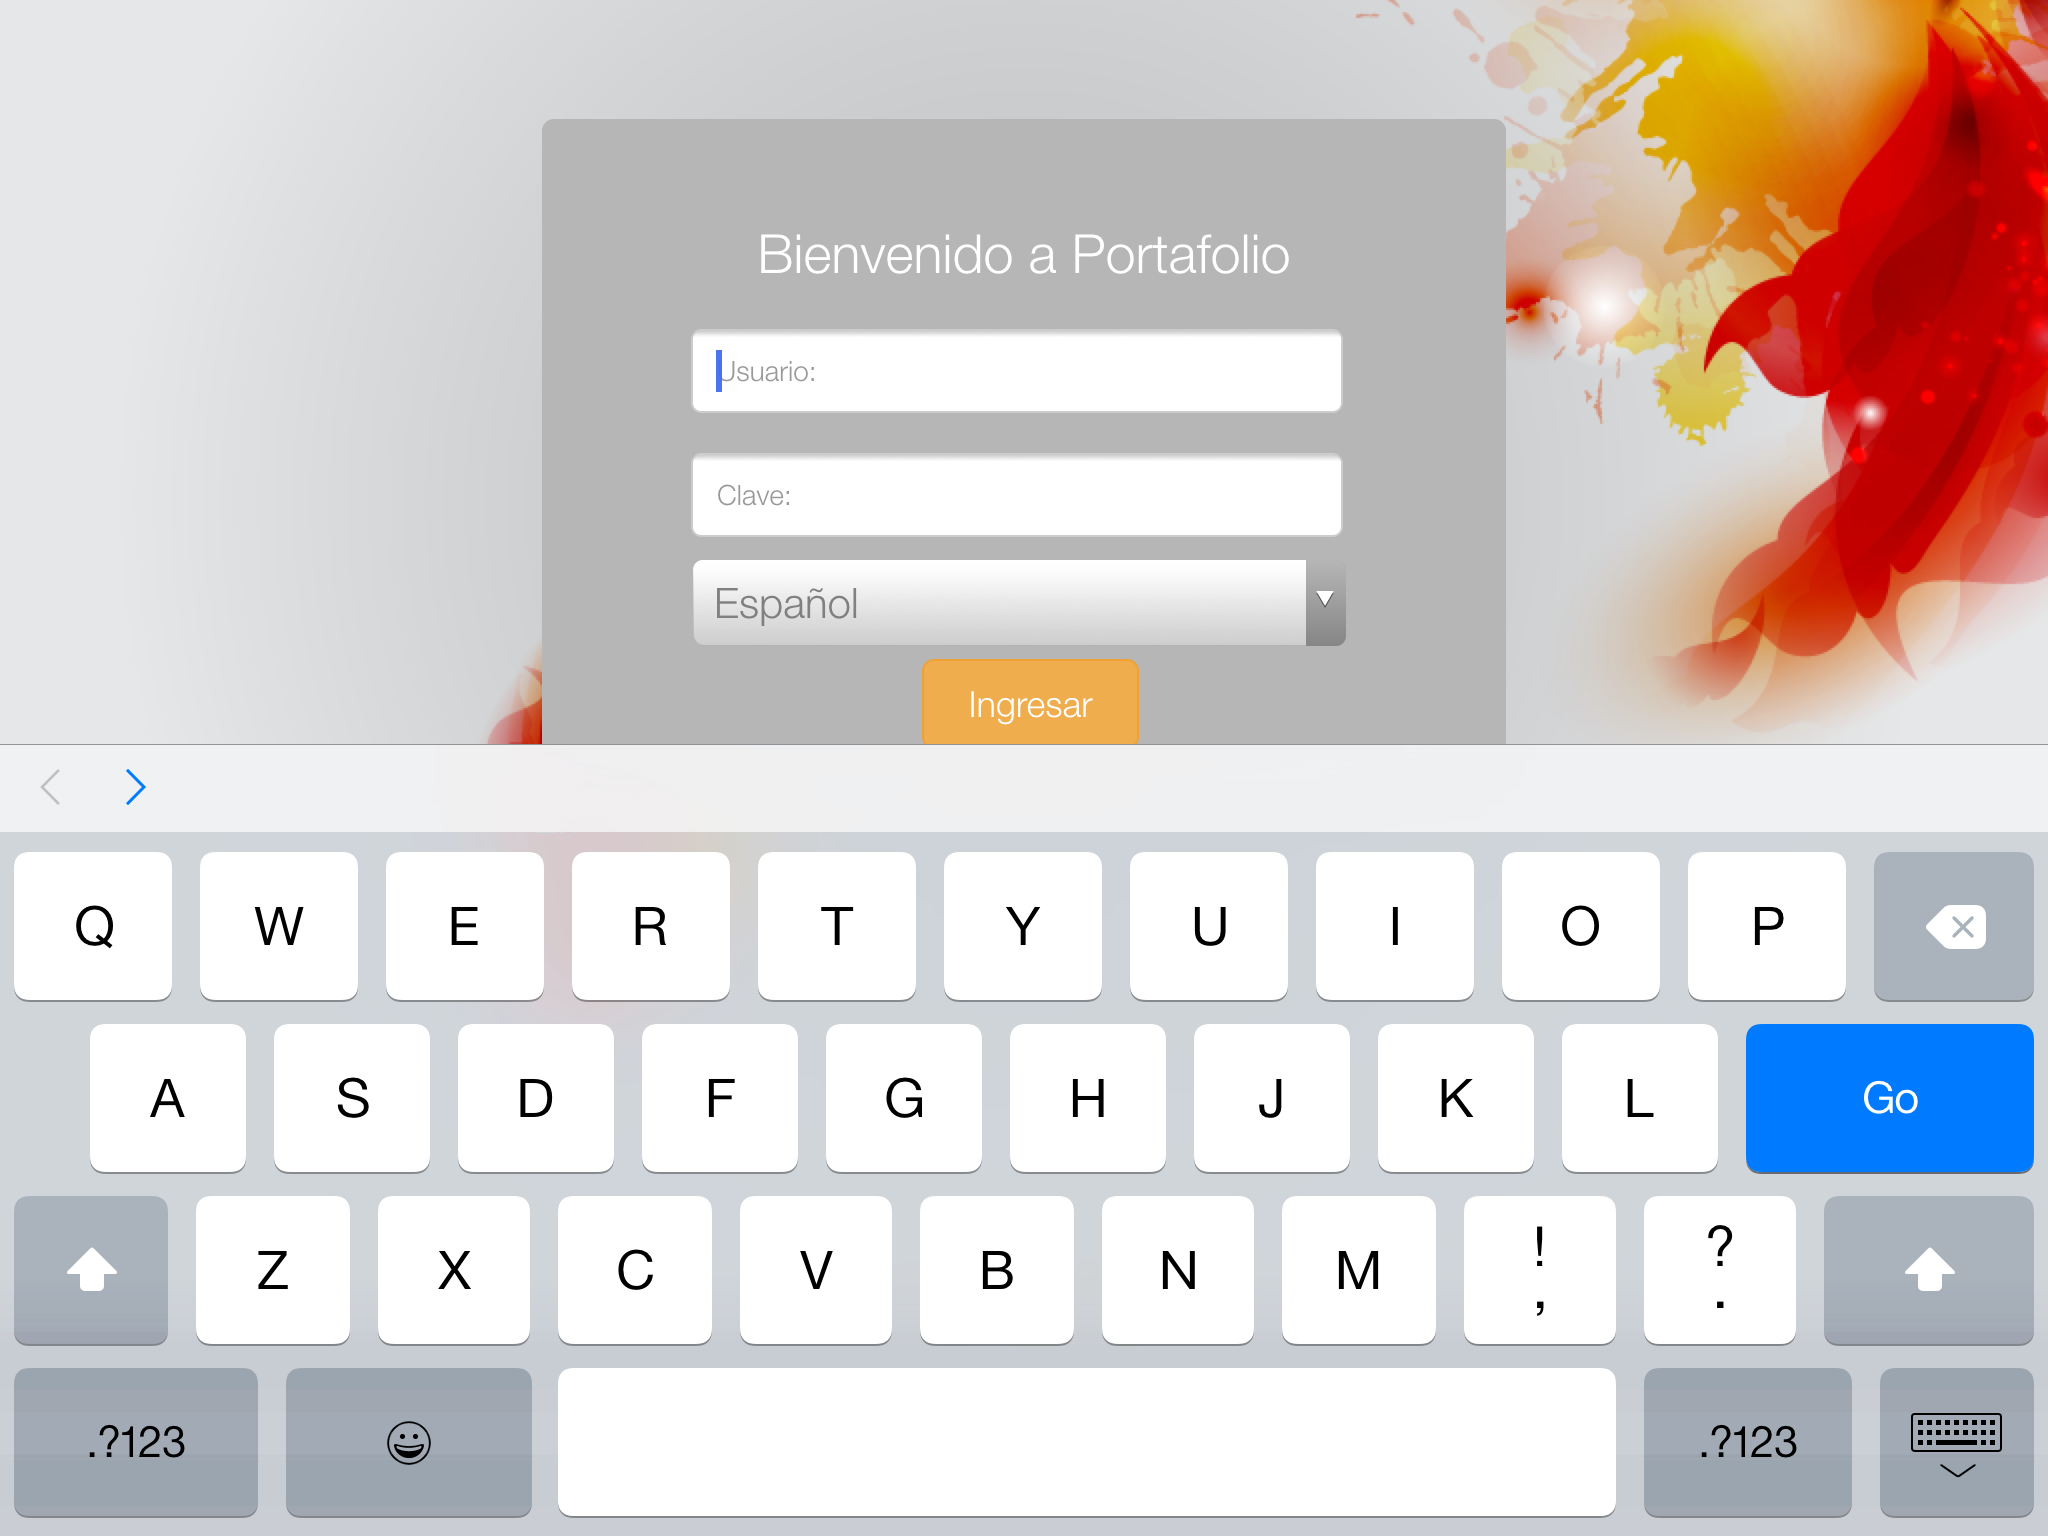 Bienvenido a Portafolio
Usuario:
Clave:
Español
Ingresar
Q W E R T Y U I O P
A S D F G H J K L Go
Z X C V B N M ! , ? .
.?123 .?123